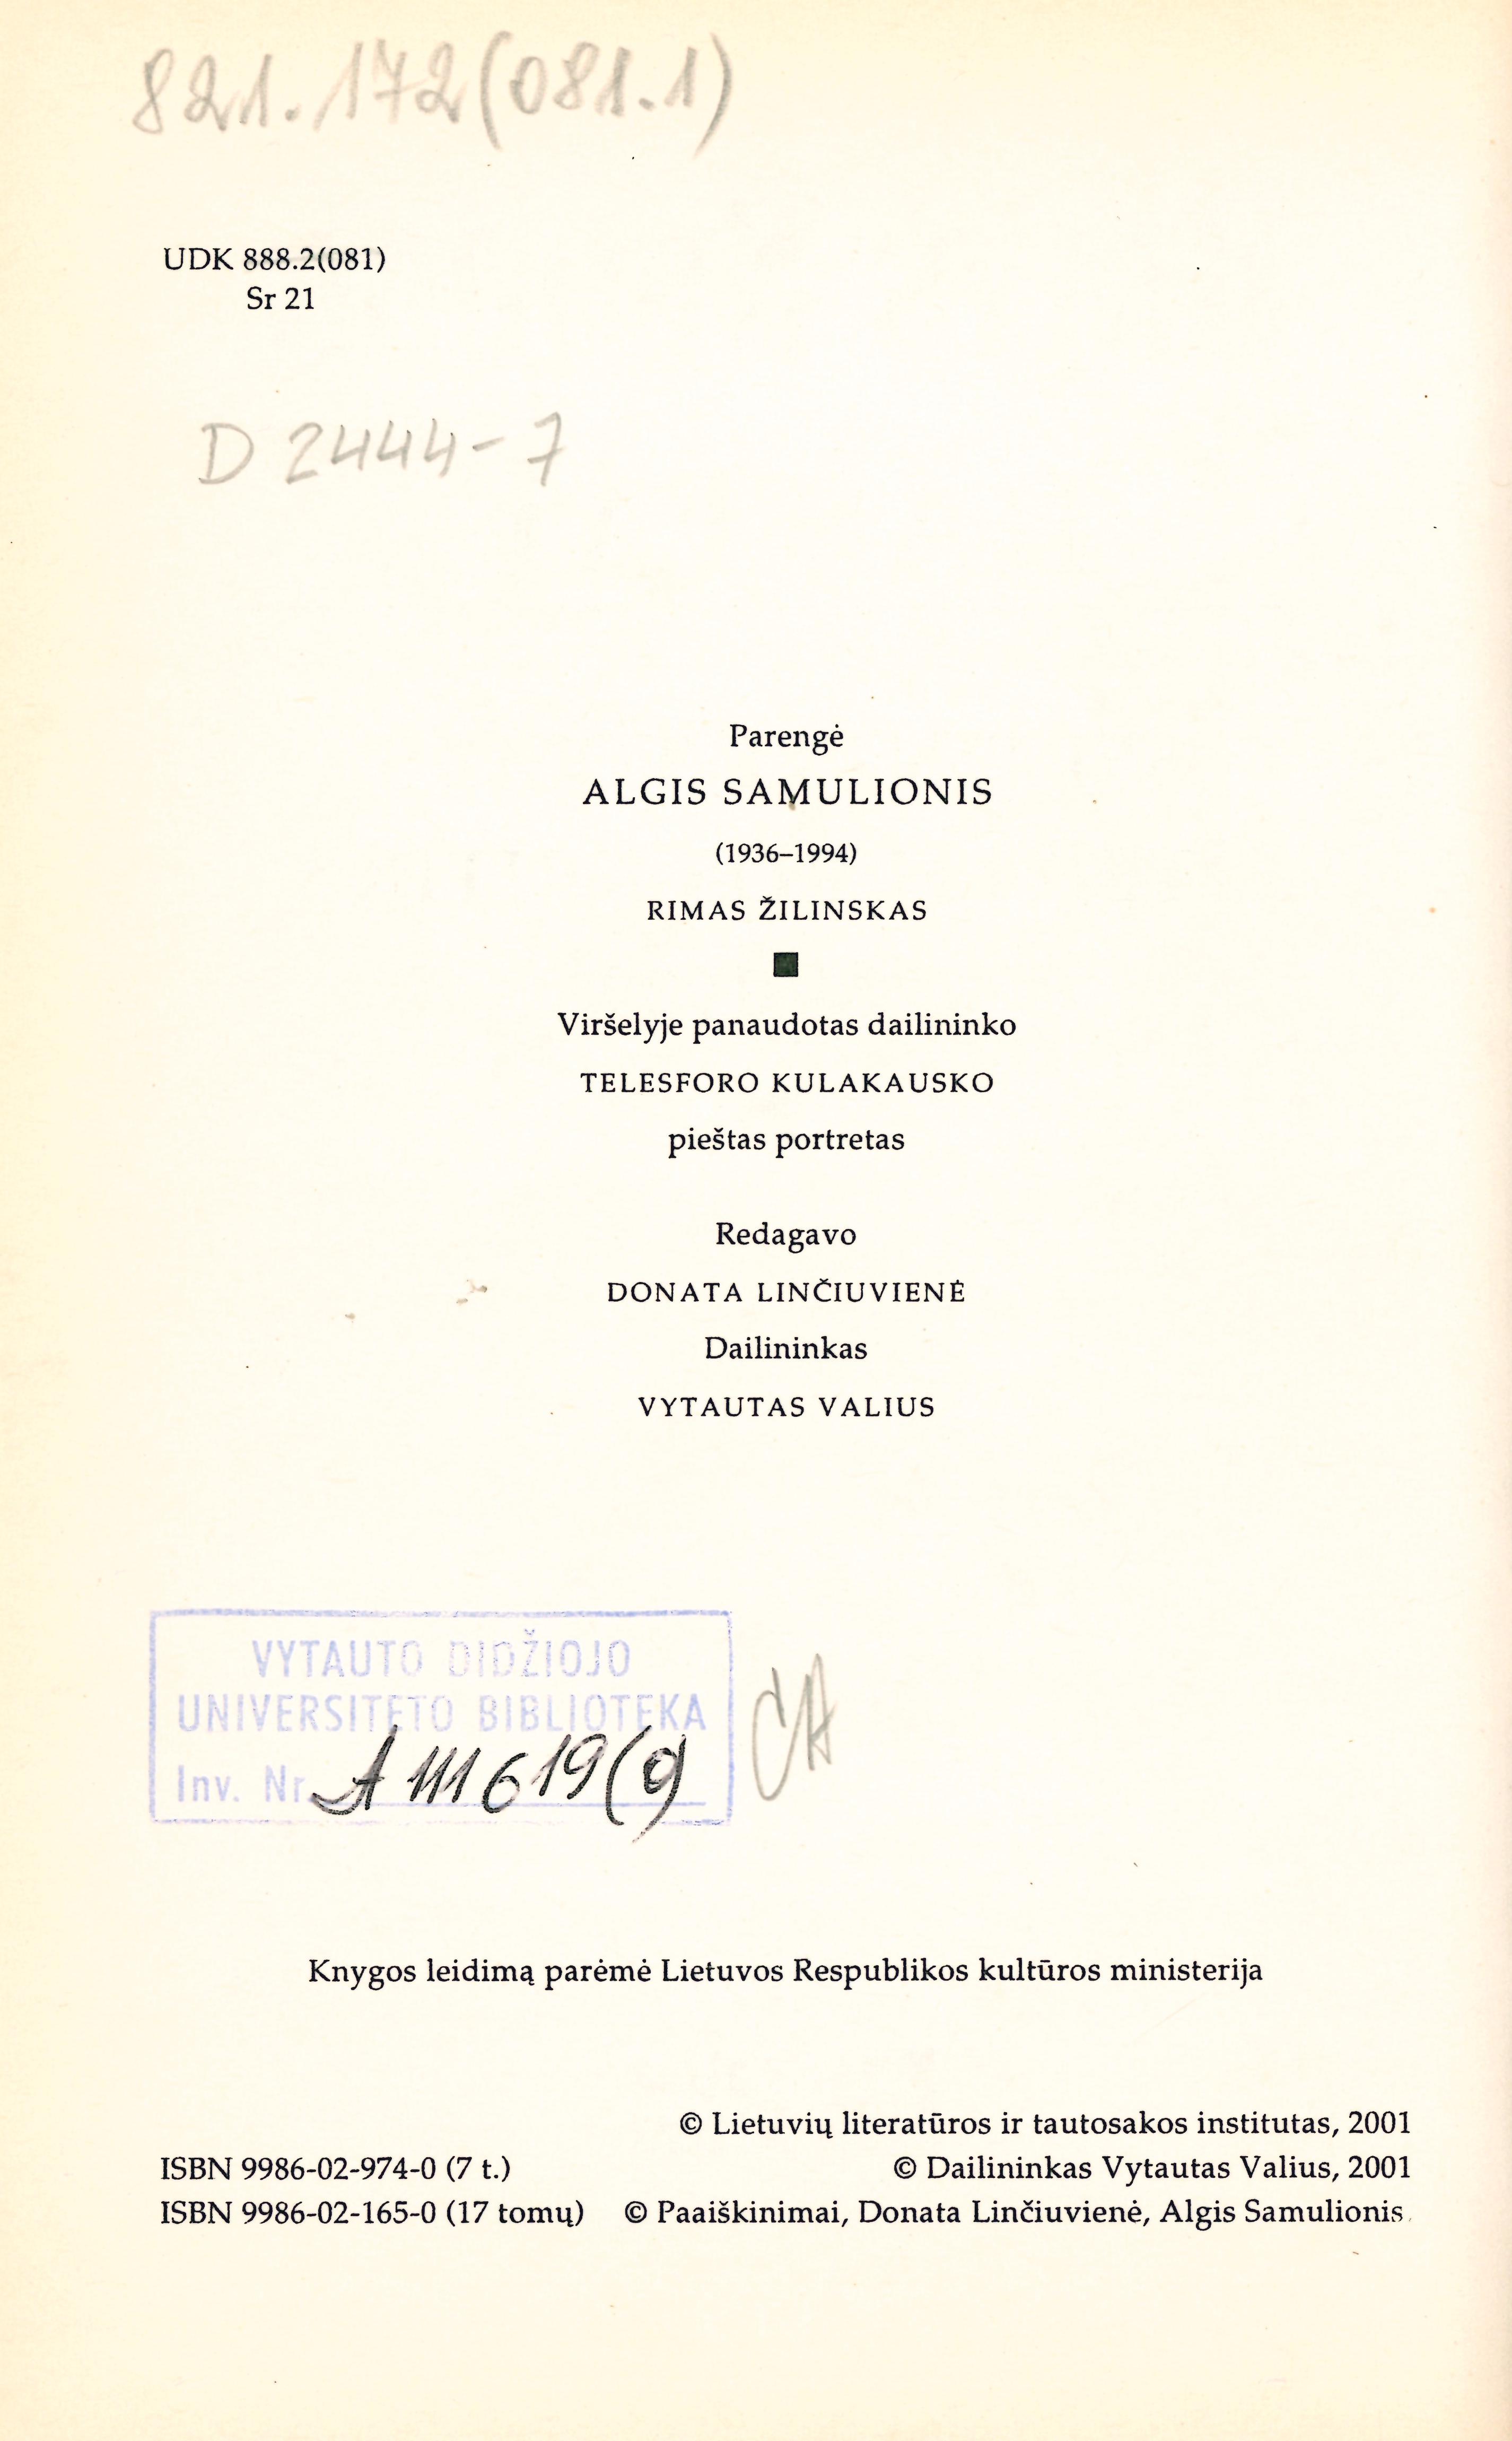 821.172(081.1)
UDK 888.2(081)
Sr 21
D 2444-7
Parengė
ALGIS SAMULIONIS
(1936–1994)
RIMAS ŽILINSKAS
Viršelyje panaudotas dailininko
TELESFORO KULAKAUSKO
pieštas portretas
Redagavo
DONATA LINČIUVIENĖ
Dailininkas
VYTAUTAS VALIUS
VYTAUTO DIDŽIOJO
UNIVERSITETO BIBLIOTEKA
Inv. Nr. A 111619(9)
Knygos leidimą parėmė Lietuvos Respublikos kultūros ministerija
© Lietuvių literatūros ir tautosakos institutas, 2001
ISBN 9986-02-974-0 (7 t.) © Dailininkas Vytautas Valius, 2001
ISBN 9986-02-165-0 (17 tomų) © Paaiškinimai, Donata Linčiuvienė, Algis Samulionis